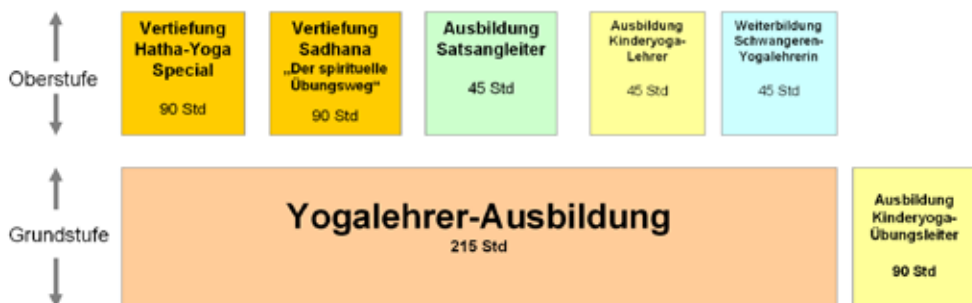 Oberstufe
Vertiefung
Hatha-Yoga
Special
90 Std
Vertiefung
Sadhana
„Der spirituelle
Übungsweg“
90 Std
Ausbildung
Satsangleiter
45 Std
Ausbildung
Kinderyoga-
Lehrer
45 Std
Weiterbildung
Schwangeren-
Yogalehrerin
45 Std
Grundstufe
Yogalehrer-Ausbildung
215 Std
Ausbildung
Kinderyoga-
Übungsleiter
90 Std